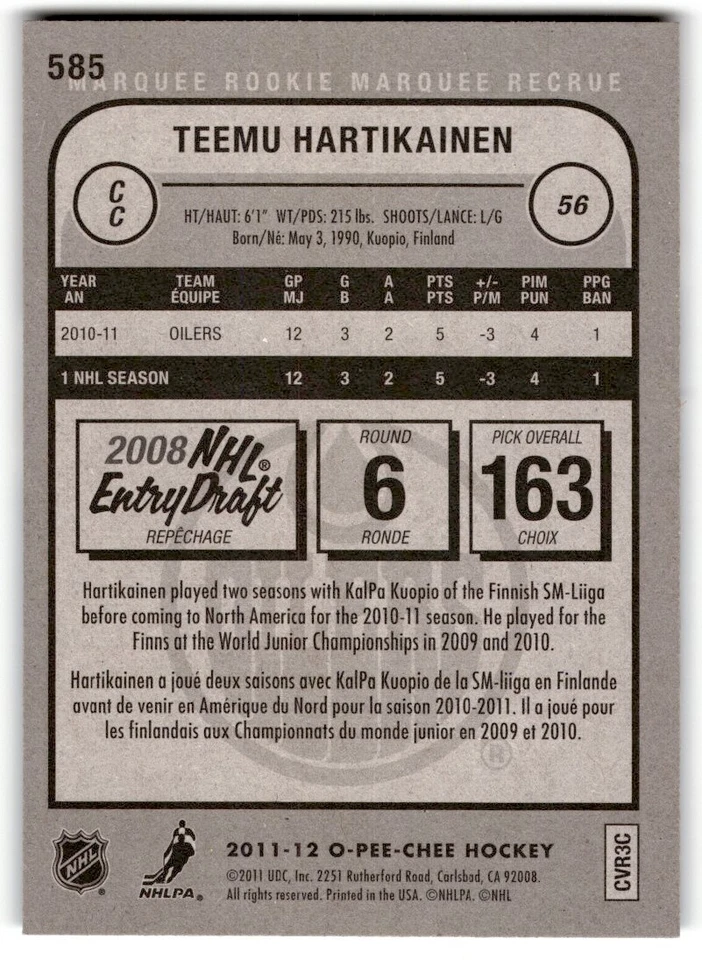 585
MARQUEE ROOKIE MARQUEE RECRUE
TEEMU HARTIKAINEN
C
C
56
HT/HAUT: 6'1" WT/PDS: 215 lbs. SHOOTS/LANCE: L/G
Born/Né: May 3, 1990, Kuopio, Finland
YEAR TEAM GP G A PTS +/- PIM PPG
AN ÉQUIPE MJ B A PTS P/M PUN BAN
2010-11 OILERS 12 3 2 5 -3 4 1
1 NHL SEASON 12 3 2 5 -3 4 1
2008 NHL®
Entry Draft
REPÊCHAGE
ROUND
6
RONDE
PICK OVERALL
163
CHOIX
Hartikainen played two seasons with KalPa Kuopio of the Finnish SM-Liiga
before coming to North America for the 2010-11 season. He played for the
Finns at the World Junior Championships in 2009 and 2010.
Hartikainen a joué deux saisons avec KalPa Kuopio de la SM-liiga en Finlande
avant de venir en Amérique du Nord pour la saison 2010-2011. Il a joué pour
les finlandais aux Championnats du monde junior en 2009 et 2010.
®
NHL
®
NHLPA®
2011-12 O-PEE-CHEE HOCKEY
©2011 UDC, Inc. 2251 Rutherford Road, Carlsbad, CA 92008.
All rights reserved. Printed in the USA. ©NHLPA. ©NHL
CVR3C